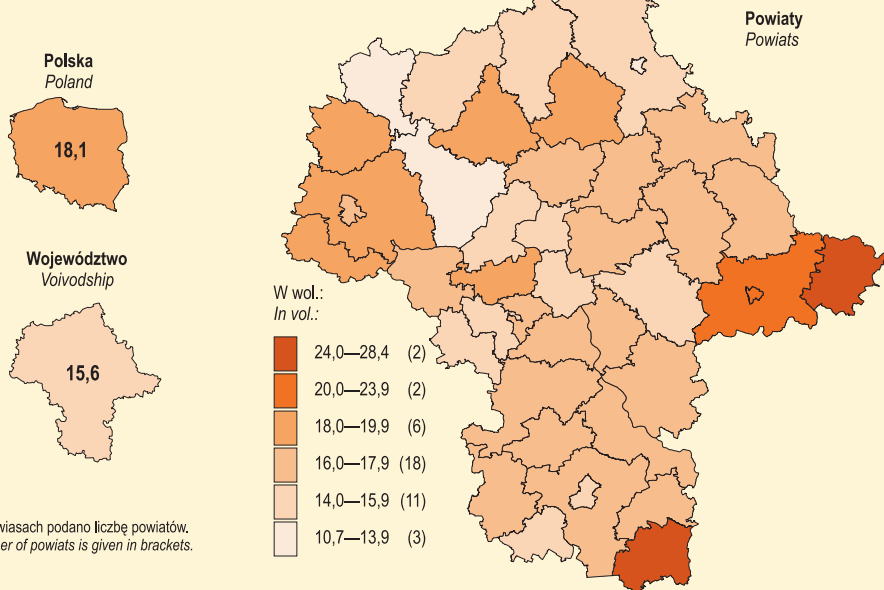 Powiaty
Powiats
Polska
Poland
18,1
Województwo
Voivodship
15,6
W wol.:
In vol.:
24,0—28,4 (2)
20,0—23,9 (2)
18,0—19,9 (6)
16,0—17,9 (18)
14,0—15,9 (11)
10,7—13,9 (3)
podano liczbę powiatów.
of powiats is given in brackets.